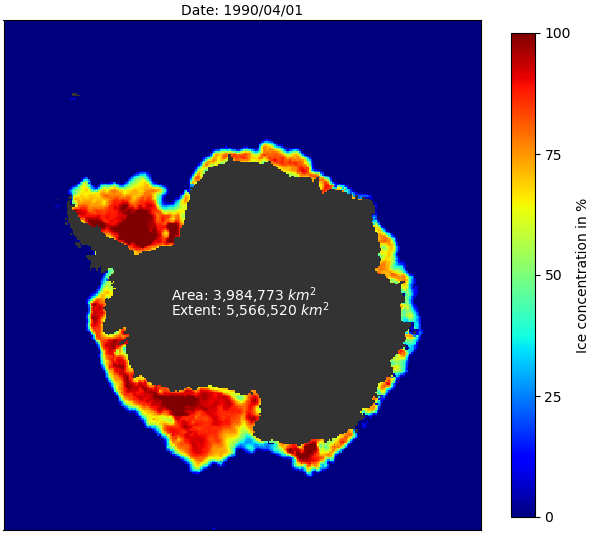 Date: 1990/04/01
Area: 3,984,773 km²
Extent: 5,566,520 km²
100
75
50
25
0
Ice concentration in %